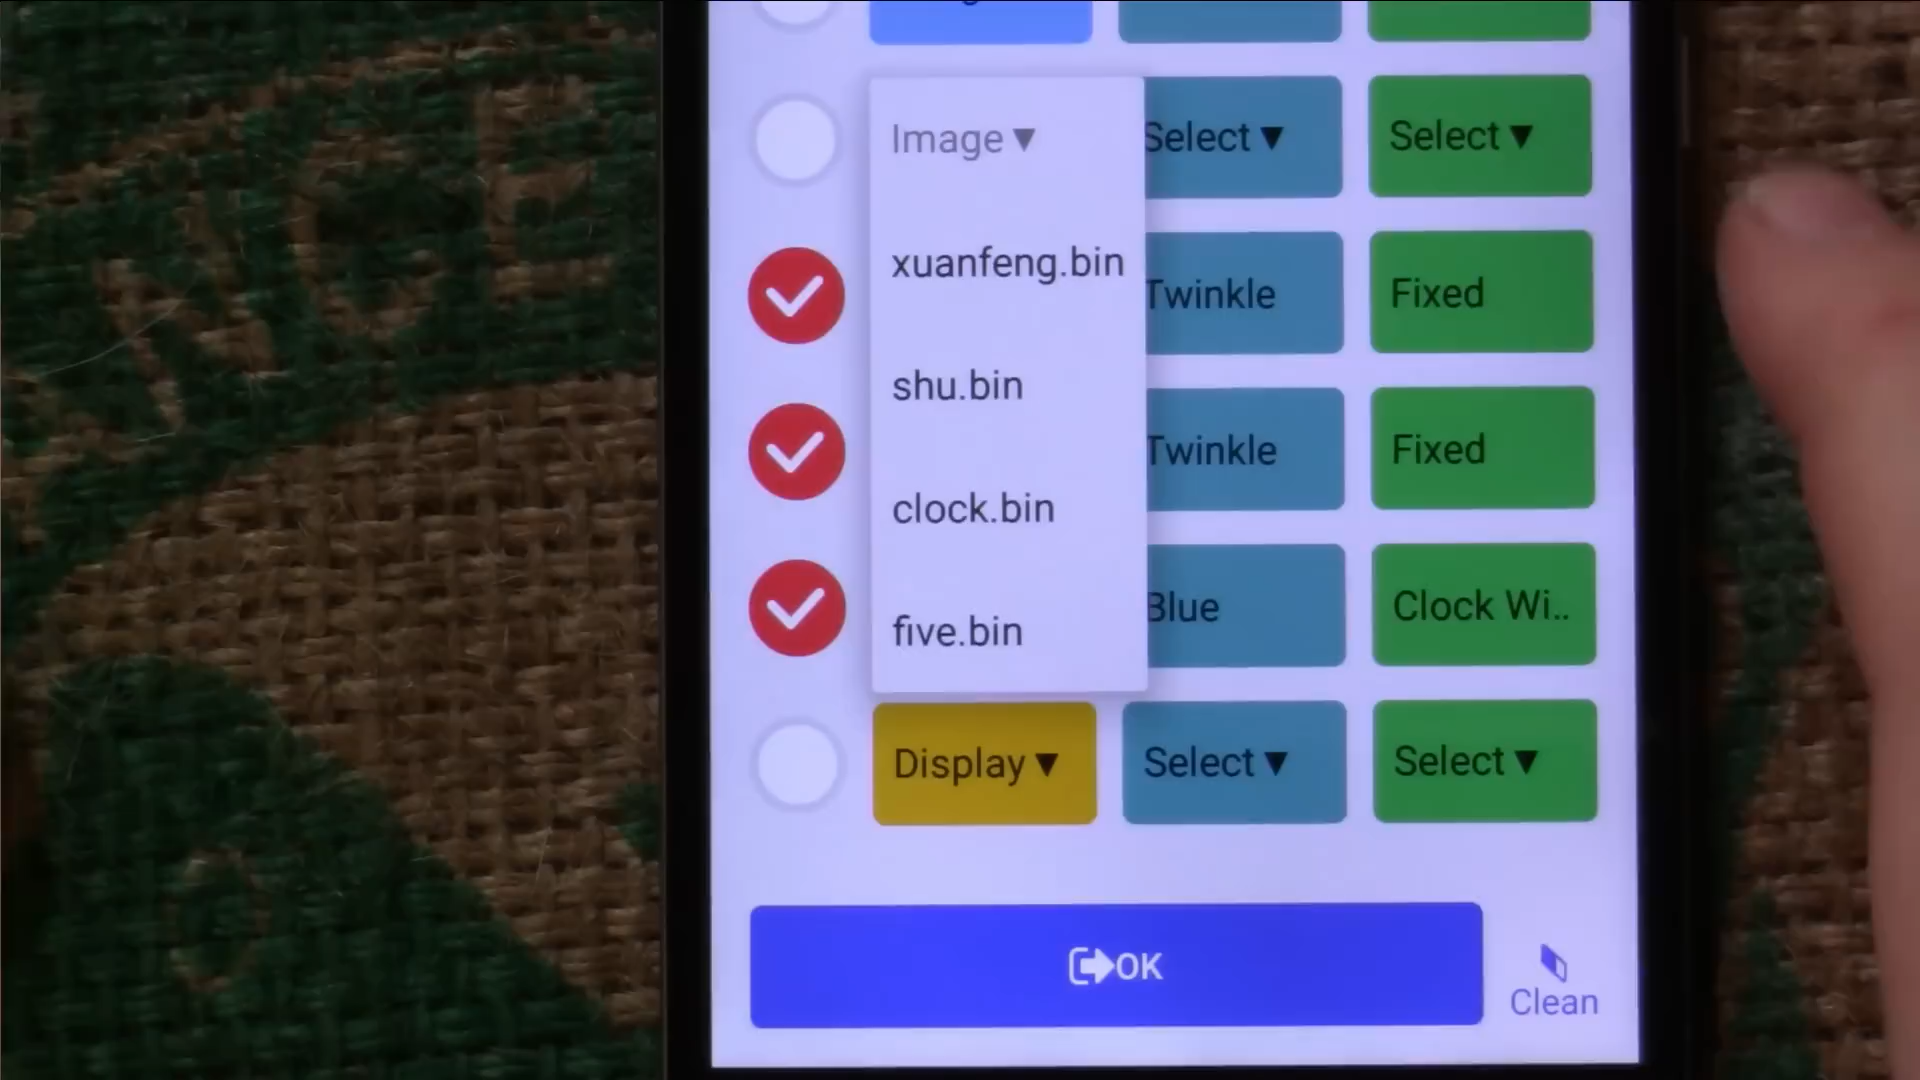 Image ▼
Select ▼
Select ▼
xuanfeng.bin
Twinkle
Fixed
shu.bin
Twinkle
Fixed
clock.bin
Blue
Clock Wi..
five.bin
Display ▼
Select ▼
Select ▼
OK
Clean